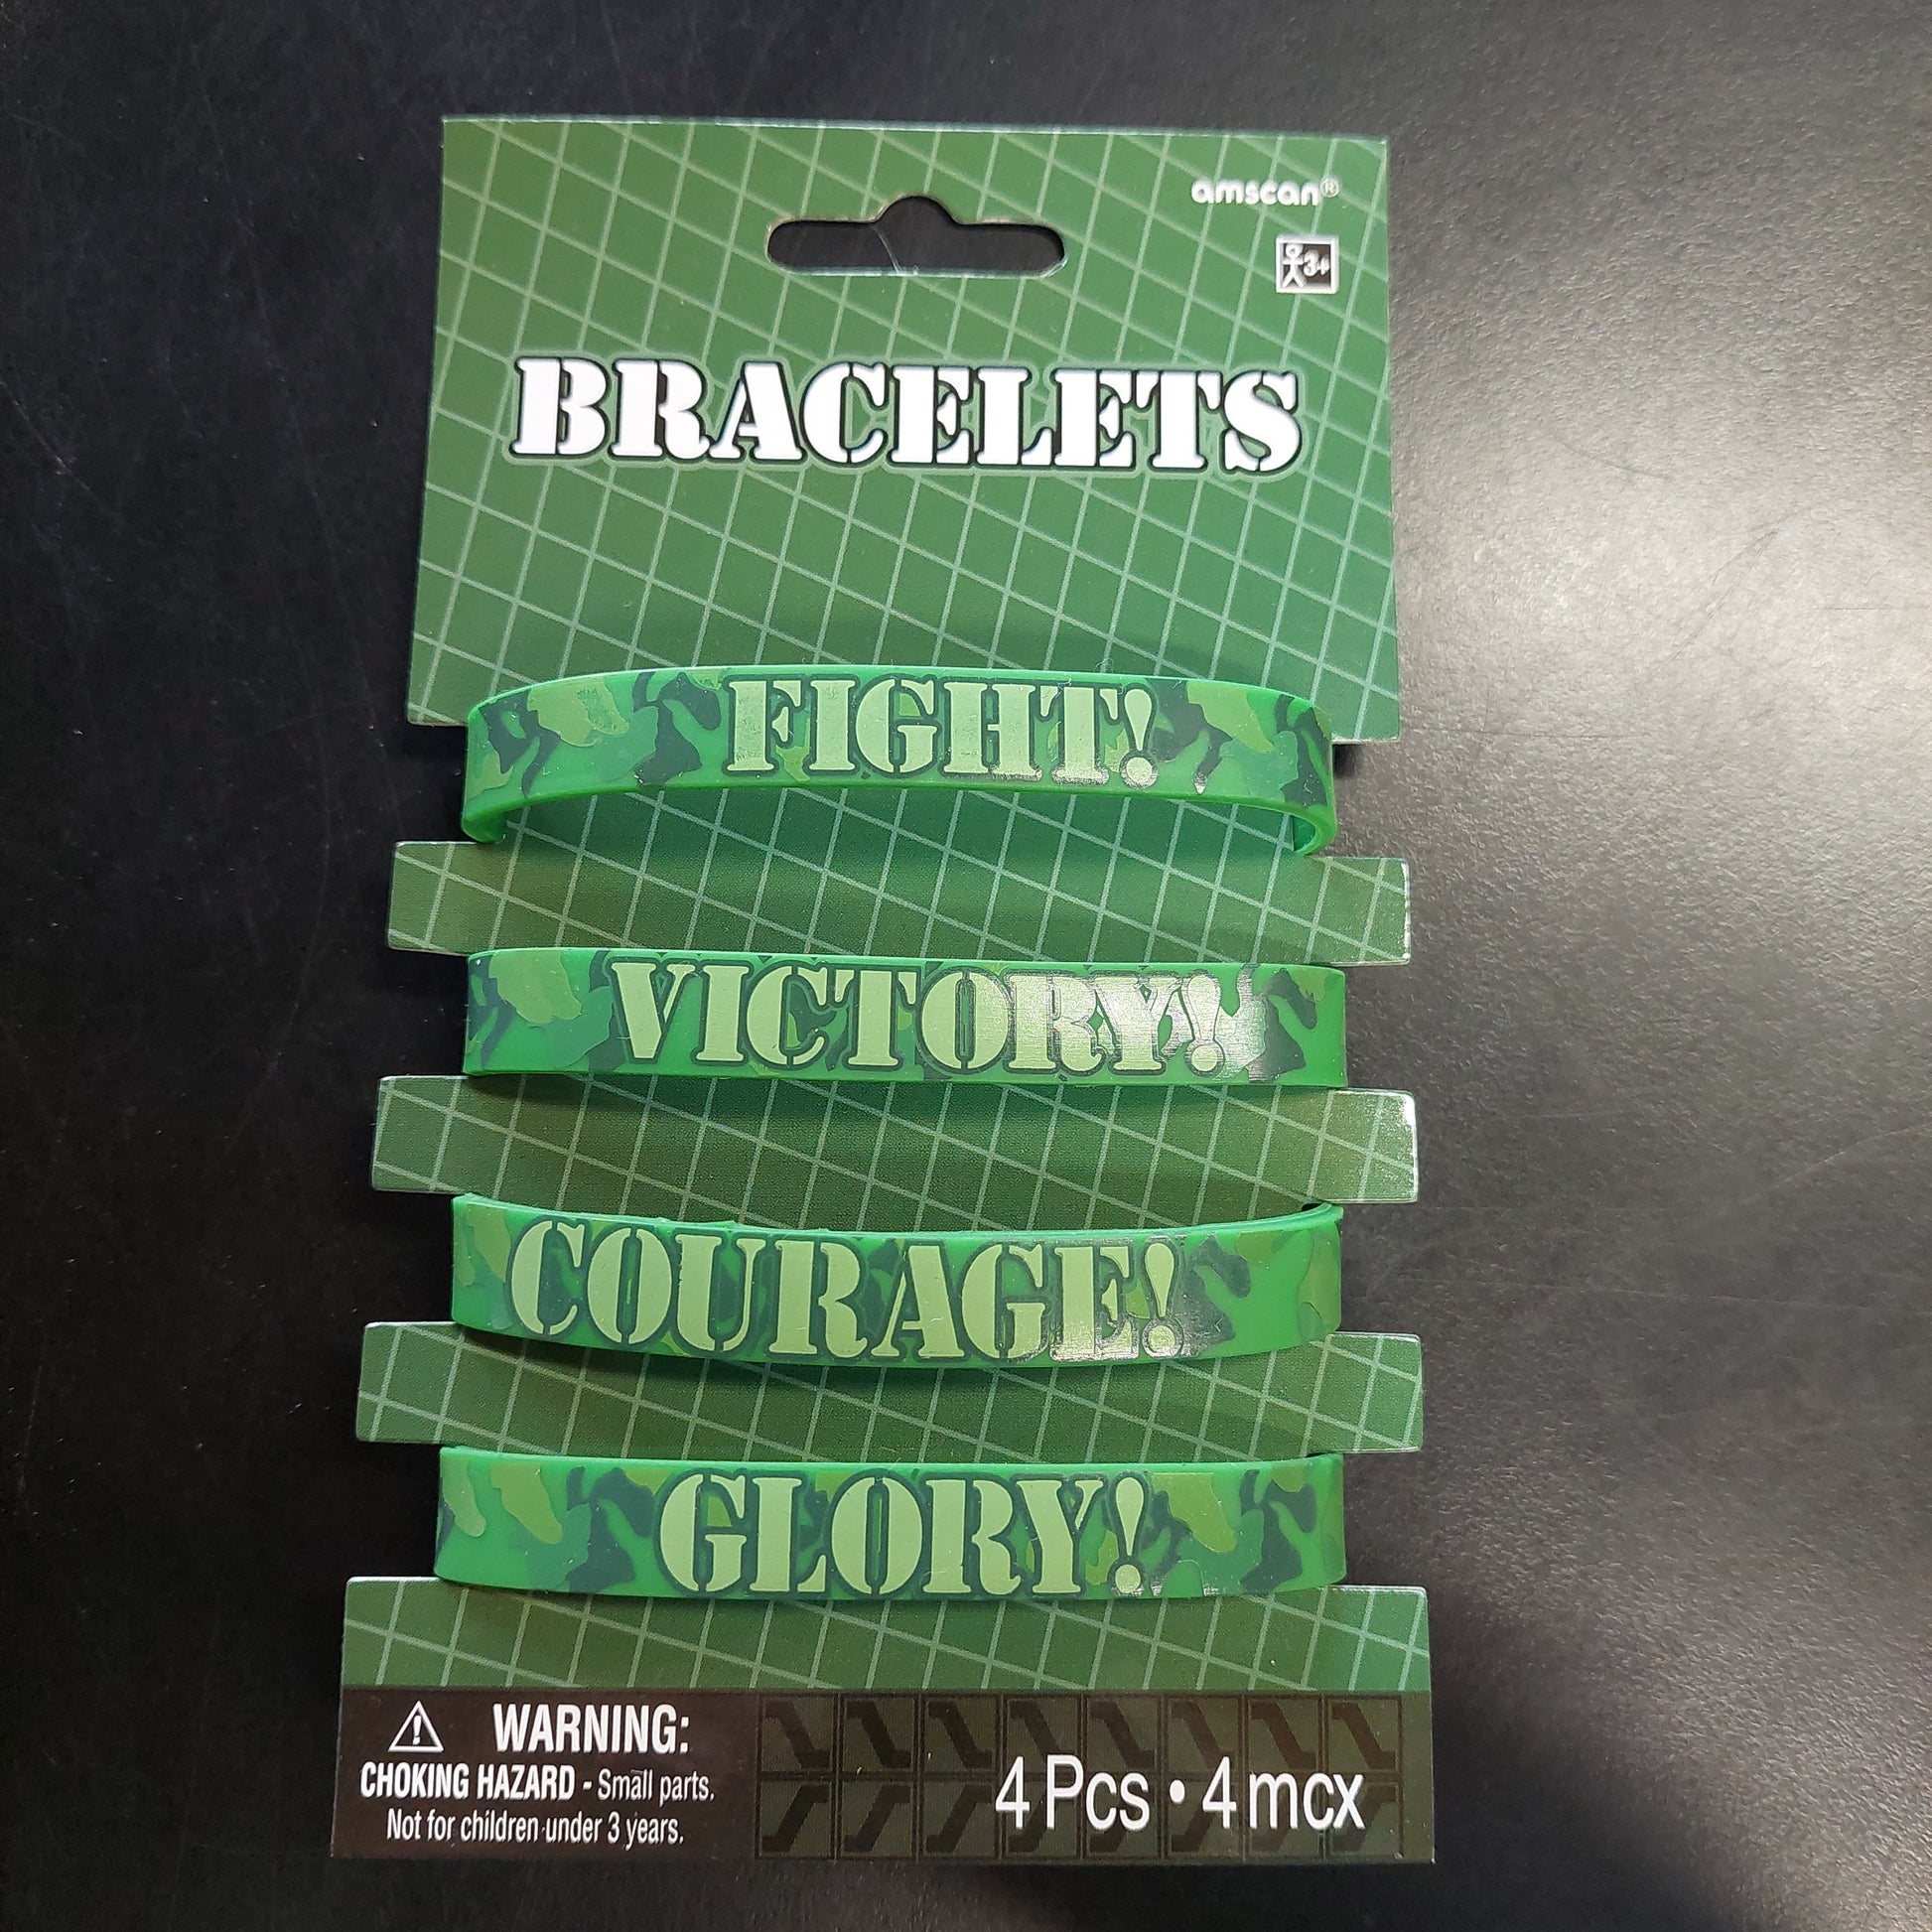 amscan®
3+
BRACELETS
FIGHT!
VICTORY!
COURAGE!
GLORY!
WARNING:
CHOKING HAZARD - Small parts.
Not for children under 3 years.
4 Pcs • 4 mcx